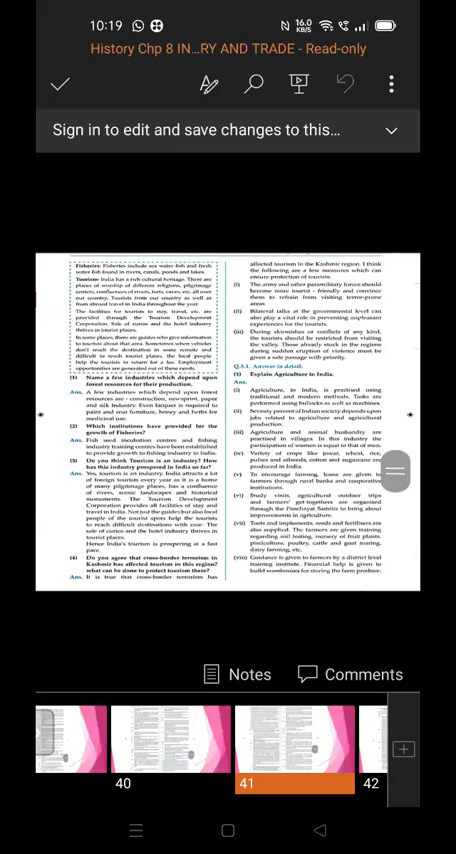 10:19
16.0
KB/S
History Chp 8 IN...RY AND TRADE - Read-only
Sign in to edit and save changes to this...
Fisheries: Fisheries include sea water fish and fresh
water fish found in rivers, canals, ponds and lakes.
Tourism: India has a rich cultural heritage. There are
places of worship of different religions, pilgrimage
centers, confluences of rivers, forts, caves, etc. all over
our country. Tourists from our country as well as
from abroad travel in India throughout the year.
The facilities for tourists to stay, travel, etc. are
provided through the Tourism Development
Corporation. Sale of curios and the hotel industry
thrives in tourist places.
In some places, there are guides who give information
to tourists about that area. Sometimes when vehicles
don't reach the destination in some remote and
difficult to reach tourist places, the local people
help the tourists in return for a fee. Employment
opportunities are generated out of these needs.
(1) Name a few industries which depend upon
forest resources for their production.
Ans. A few industries which depend upon forest
resources are - construction, newsprint, paper
and silk industry. Even lacquer is required to
paint and coat furniture, honey and herbs for
medicinal use.
(2) Which institutions have provided for the
growth of Fisheries?
Ans. Fish seed incubation centres and fishing
industry training centres have been established
to provide growth to fishing industry in India.
(3) Do you think Tourism is an industry? How
has this industry prospered in India so far?
Ans. Yes, tourism is an industry. India attracts a lot
of foreign tourists every year as it is a home
of many pilgrimage places, has a confluence
of rivers, scenic landscapes and historical
monuments. The Tourism Development
Corporation provides all facilities of stay and
travel in India. Not just the guides but also local
people of the tourist spots help the tourists
to reach difficult destinations with ease. The
sale of curios and the hotel industry thrives in
tourist places.
Hence India's tourism is prospering at a fast
pace.
(4) Do you agree that cross-border terrorism in
Kashmir has affected tourism in this region?
what can be done to protect tourism there?
Ans. It is true that cross-border terrorism has
affected tourism in the Kashmir region. I think
the following are a few measures which can
ensure protection of tourists:
(i) The army and other paramilitary forces should
become more tourist - friendly and convince
them to refrain from visiting terror-prone
areas.
(ii) Bilateral talks at the governmental level can
also play a vital role in preventing unpleasant
experiences for the tourists.
(iii) During skirmishes or conflicts of any kind,
the tourists should be restricted from visiting
the valley. Those already stuck in the regions
during sudden eruption of violence must be
given a safe passage with priority.
Q.3.1. Answer in detail:
(1) Explain Agriculture in India.
Ans.
(i) Agriculture, in India, is practised using
traditional and modern methods. Tasks are
performed using bullocks as well as machines.
(ii) Seventy percent of Indian society depends upon
jobs related to agriculture and agricultural
production.
(iii) Agriculture and animal husbandry are
practised in villages. In this industry the
participation of women is equal to that of men.
(iv) Variety of crops like jawar, wheat, rice,
pulses and oilseeds, cotton and sugarcane are
produced in India.
(v) To encourage farming, loans are given to
farmers through rural banks and cooperative
institutions.
(vi) Study visits, agricultural outdoor trips
and farmers' get-togethers are organised
through the Panchayat Samitis to bring about
improvements in agriculture.
(vii) Tools and implements, seeds and fertilisers are
also supplied. The farmers are given training
regarding soil testing, nursery of fruit plants,
pisciculture, poultry, cattle and goat rearing,
dairy farming, etc.
(viii) Guidance is given to farmers by a district level
training institute. Financial help is given to
build warehouses for storing the farm produce.
Notes
Comments
40
41
42